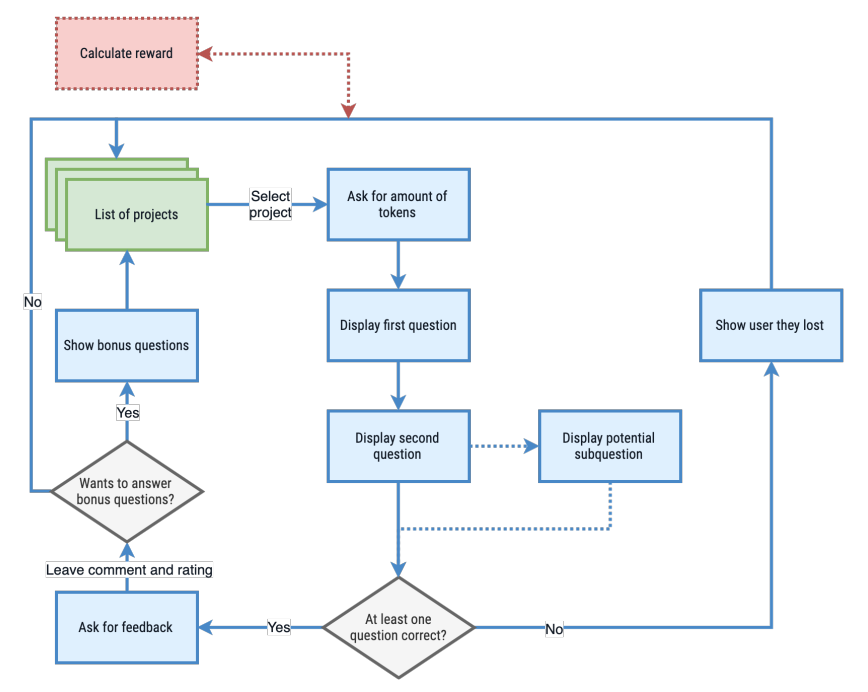 Calculate reward
List of projects
Select
project
Ask for amount of
tokens
No
Show bonus questions
Display first question
Show user they lost
Yes
Display second
question
Display potential
subquestion
Wants to answer
bonus questions?
Leave comment and rating
Ask for feedback
Yes
At least one
question correct?
No